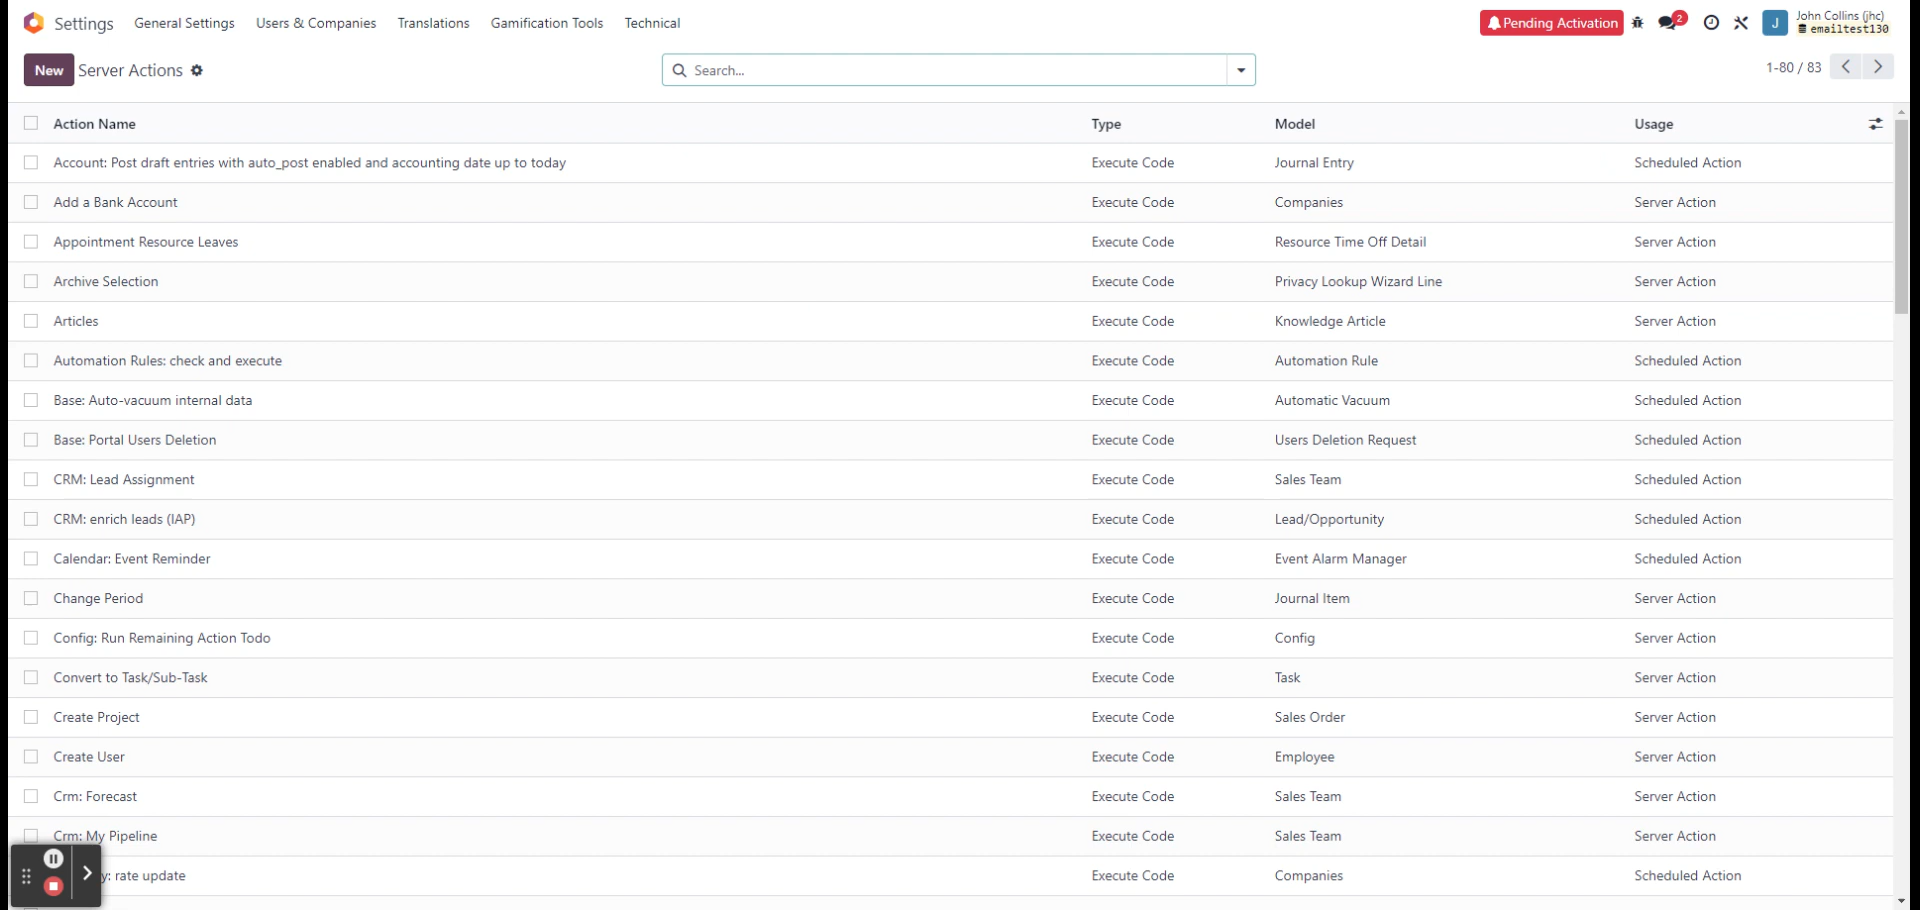 Settings General Settings Users & Companies Translations Gamification Tools Technical Pending Activation 2 J John Collins (jhc)
emailtest130
New Server Actions Search... 1-80 / 83
Action Name Type Model Usage
Account: Post draft entries with auto_post enabled and accounting date up to today Execute Code Journal Entry Scheduled Action
Add a Bank Account Execute Code Companies Server Action
Appointment Resource Leaves Execute Code Resource Time Off Detail Server Action
Archive Selection Execute Code Privacy Lookup Wizard Line Server Action
Articles Execute Code Knowledge Article Server Action
Automation Rules: check and execute Execute Code Automation Rule Scheduled Action
Base: Auto-vacuum internal data Execute Code Automatic Vacuum Scheduled Action
Base: Portal Users Deletion Execute Code Users Deletion Request Scheduled Action
CRM: Lead Assignment Execute Code Sales Team Scheduled Action
CRM: enrich leads (IAP) Execute Code Lead/Opportunity Scheduled Action
Calendar: Event Reminder Execute Code Event Alarm Manager Scheduled Action
Change Period Execute Code Journal Item Server Action
Config: Run Remaining Action Todo Execute Code Config Server Action
Convert to Task/Sub-Task Execute Code Task Server Action
Create Project Execute Code Sales Order Server Action
Create User Execute Code Employee Server Action
Crm: Forecast Execute Code Sales Team Server Action
Crm: My Pipeline Execute Code Sales Team Server Action
y: rate update Execute Code Companies Scheduled Action